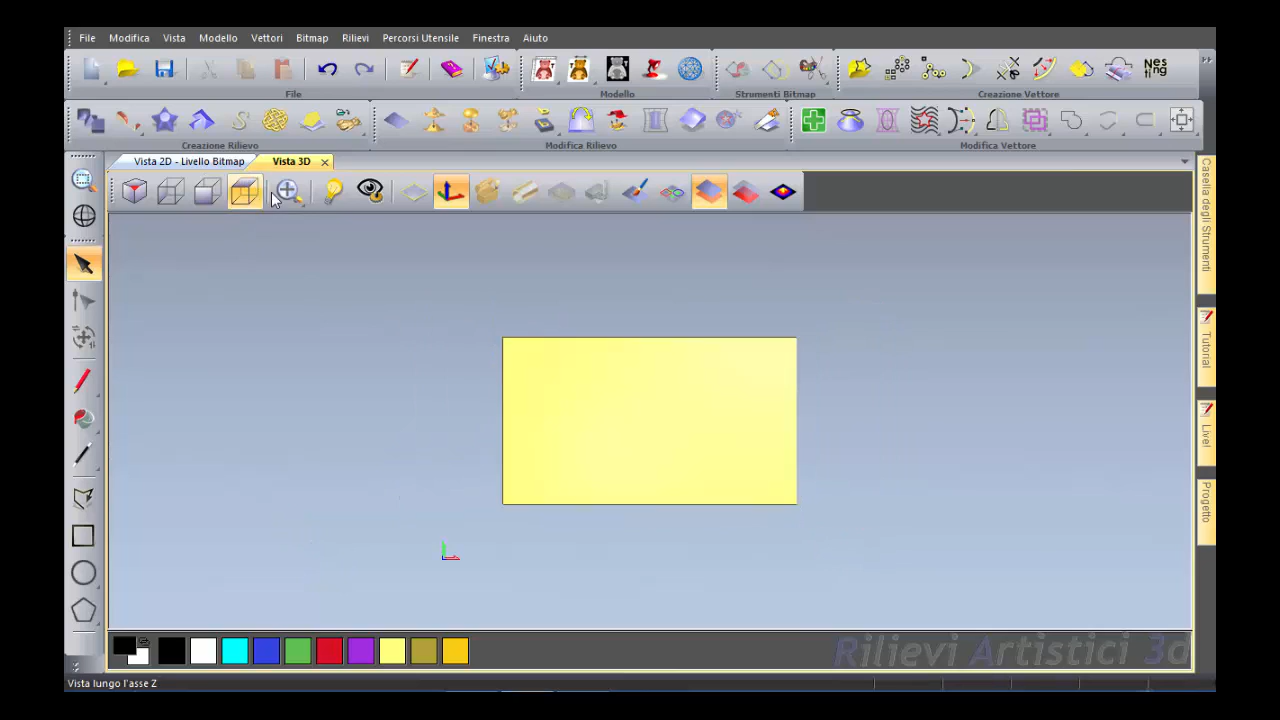 File Modifica Vista Modello Vettori Bitmap Rilievi Percorsi Utensile Finestra Aiuto
Nes
ting
File Modello Strumenti Bitmap Creazione Vettore
Creazione Rilievo Modifica Rilievo Modifica Vettore
Vista 2D - Livello Bitmap Vista 3D
Casella degli Strumenti
Tutorial
Livelli
Progetto
Rilievi Artistici 3d
Vista lungo l'asse Z